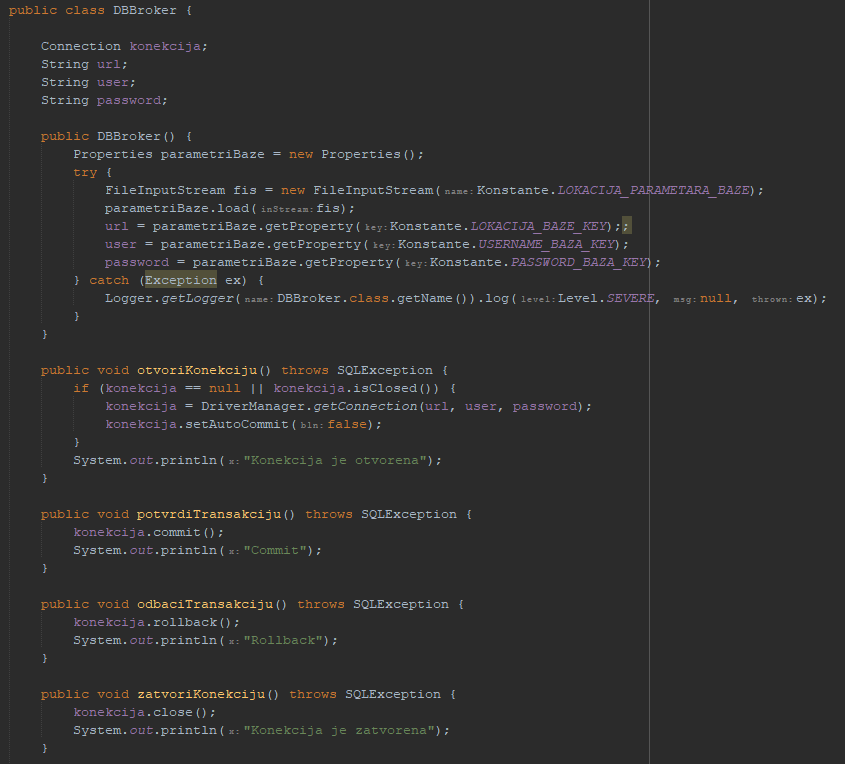 public class DBBroker {
Connection konekcija;
String url;
String user;
String password;
public DBBroker() {
Properties parametriBaze = new Properties();
try {
FileInputStream fis = new FileInputStream( name: Konstante.LOKACIJA_PARAMETARA_BAZE);
parametriBaze.load( inStream: fis);
url = parametriBaze.getProperty( key: Konstante.LOKACIJA_BAZE_KEY);;
user = parametriBaze.getProperty( key: Konstante.USERNAME_BAZA_KEY);
password = parametriBaze.getProperty( key: Konstante.PASSWORD_BAZA_KEY);
} catch (Exception ex) {
Logger.getLogger( name: DBBroker.class.getName()).log( level: Level.SEVERE, msg: null, thrown: ex);
}
}
public void otvoriKonekciju() throws SQLException {
if (konekcija == null || konekcija.isClosed()) {
konekcija = DriverManager.getConnection(url, user, password);
konekcija.setAutoCommit( bln: false);
}
System.out.println( x: "Konekcija je otvorena");
}
public void potvrdiTransakciju() throws SQLException {
konekcija.commit();
System.out.println( x: "Commit");
}
public void odbaciTransakciju() throws SQLException {
konekcija.rollback();
System.out.println( x: "Rollback");
}
public void zatvoriKonekciju() throws SQLException {
konekcija.close();
System.out.println( x: "Konekcija je zatvorena");
}